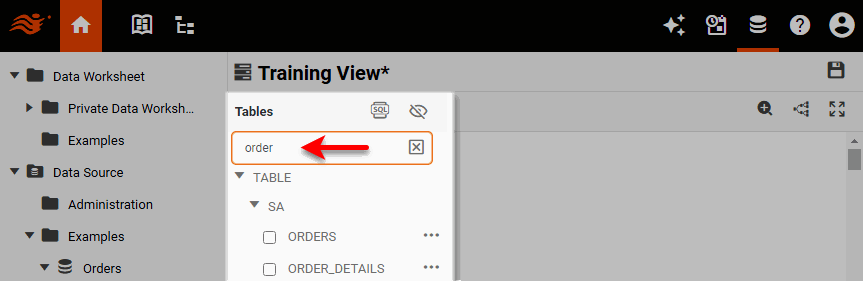 Training View*
Data Worksheet
Private Data Worksh...
Examples
Data Source
Administration
Examples
Orders
Tables
SQL
order
TABLE
SA
ORDERS
ORDER_DETAILS